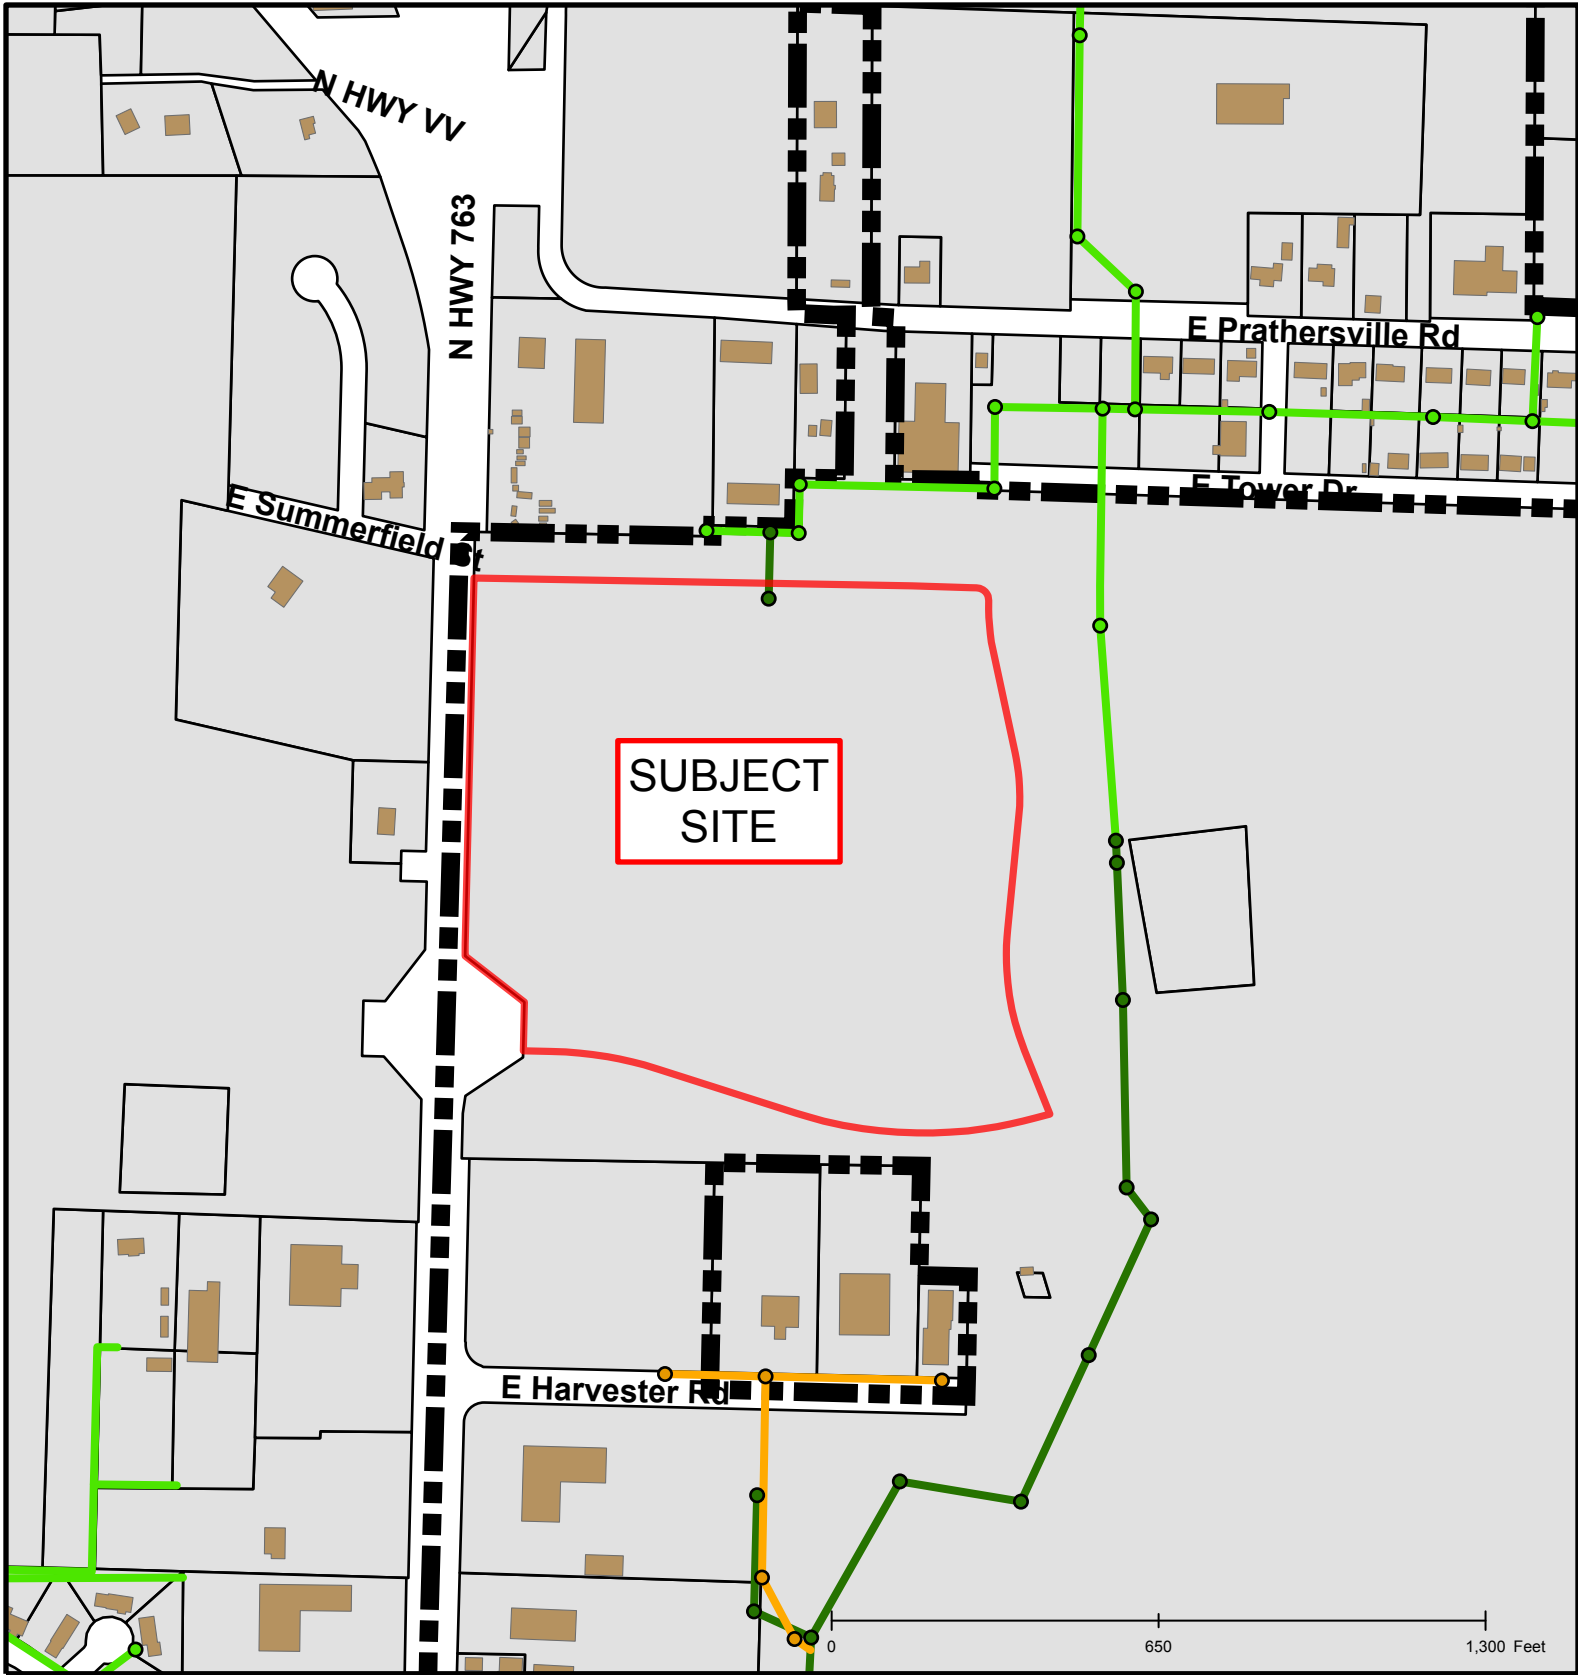 N HWY VV
N HWY 763
E Prathersville Rd
E Tower Dr
E Summerfield St
SUBJECT
SITE
E Harvester Rd
0 650 1,300 Feet